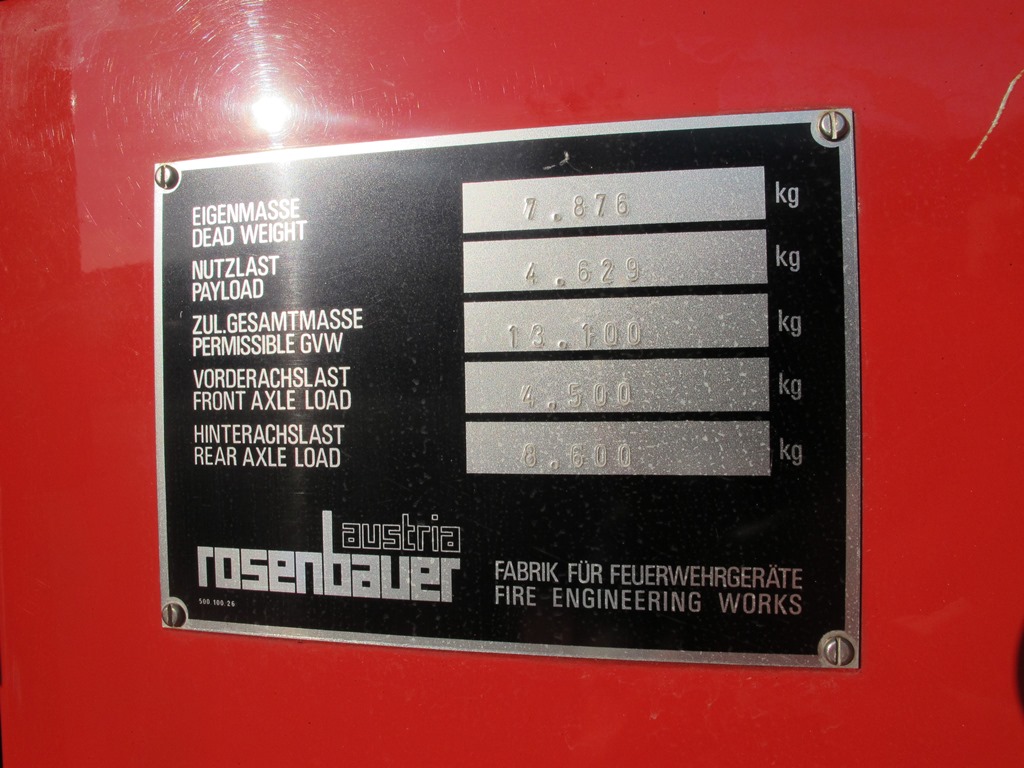 EIGENMASSE
DEAD WEIGHT 7.876 kg
NUTZLAST
PAYLOAD 4.629 kg
ZUL.GESAMTMASSE
PERMISSIBLE GVW 13.100 kg
VORDERACHSLAST
FRONT AXLE LOAD 4.500 kg
HINTERACHSLAST
REAR AXLE LOAD 8.600 kg
austria
rosenbauer
500.100.26
FABRIK FÜR FEUERWEHRGERÄTE
FIRE ENGINEERING WORKS